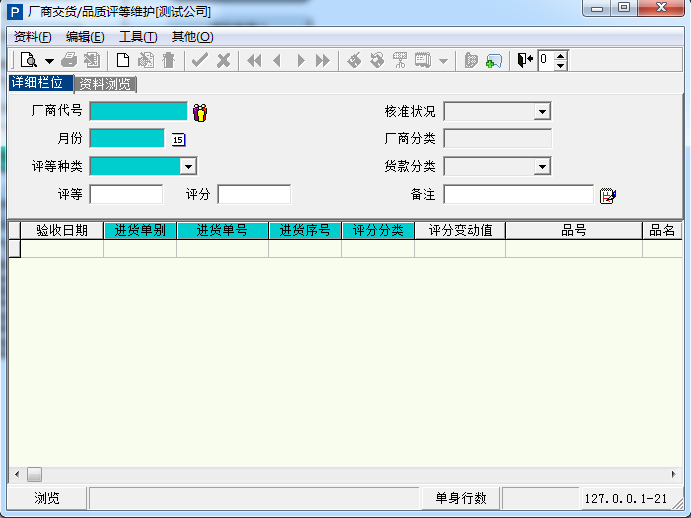 P 厂商交货/品质评等维护[测试公司]
资料(F) 编辑(E) 工具(T) 其他(O)
0
详细栏位 资料浏览
厂商代号 核准状况
月份 15 厂商分类
评等种类 货款分类
评等 评分 备注
验收日期 进货单别 进货单号 进货序号 评分分类 评分变动值 品号 品名
浏览 单身行数 127.0.0.1-21